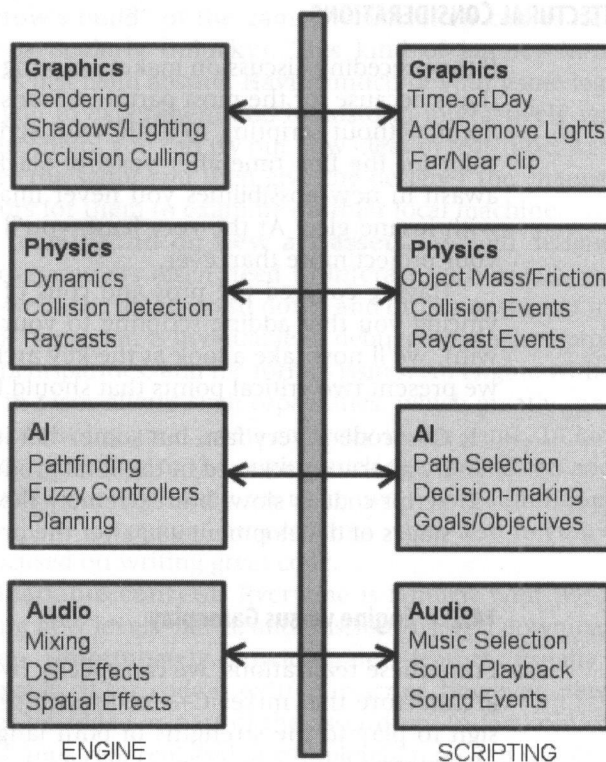 Graphics
Rendering
Shadows/Lighting
Occlusion Culling
Graphics
Time-of-Day
Add/Remove Lights
Far/Near clip
Physics
Dynamics
Collision Detection
Raycasts
Physics
Object Mass/Friction
Collision Events
Raycast Events
AI
Pathfinding
Fuzzy Controllers
Planning
AI
Path Selection
Decision-making
Goals/Objectives
Audio
Mixing
DSP Effects
Spatial Effects
Audio
Music Selection
Sound Playback
Sound Events
ENGINE
SCRIPTING